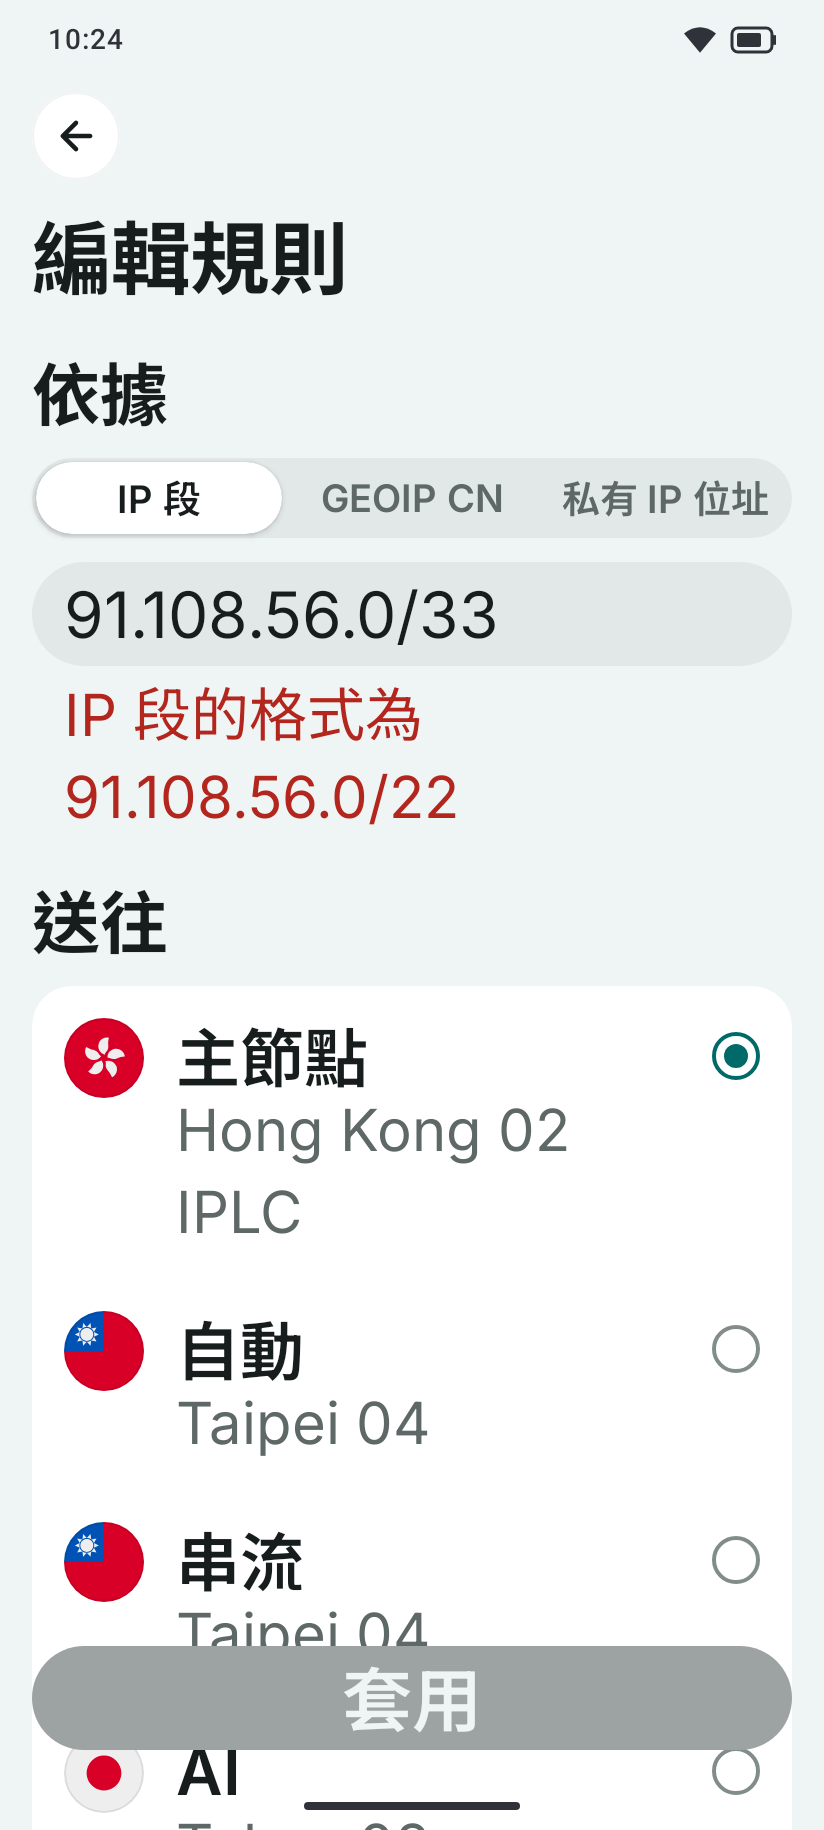 10:24
編輯規則
依據
IP 段
GEOIP CN
私有 IP 位址
91.108.56.0/33
IP 段的格式為
91.108.56.0/22
送往
主節點
Hong Kong 02
IPLC
自動
Taipei 04
串流
Taipei 04
套用
AI